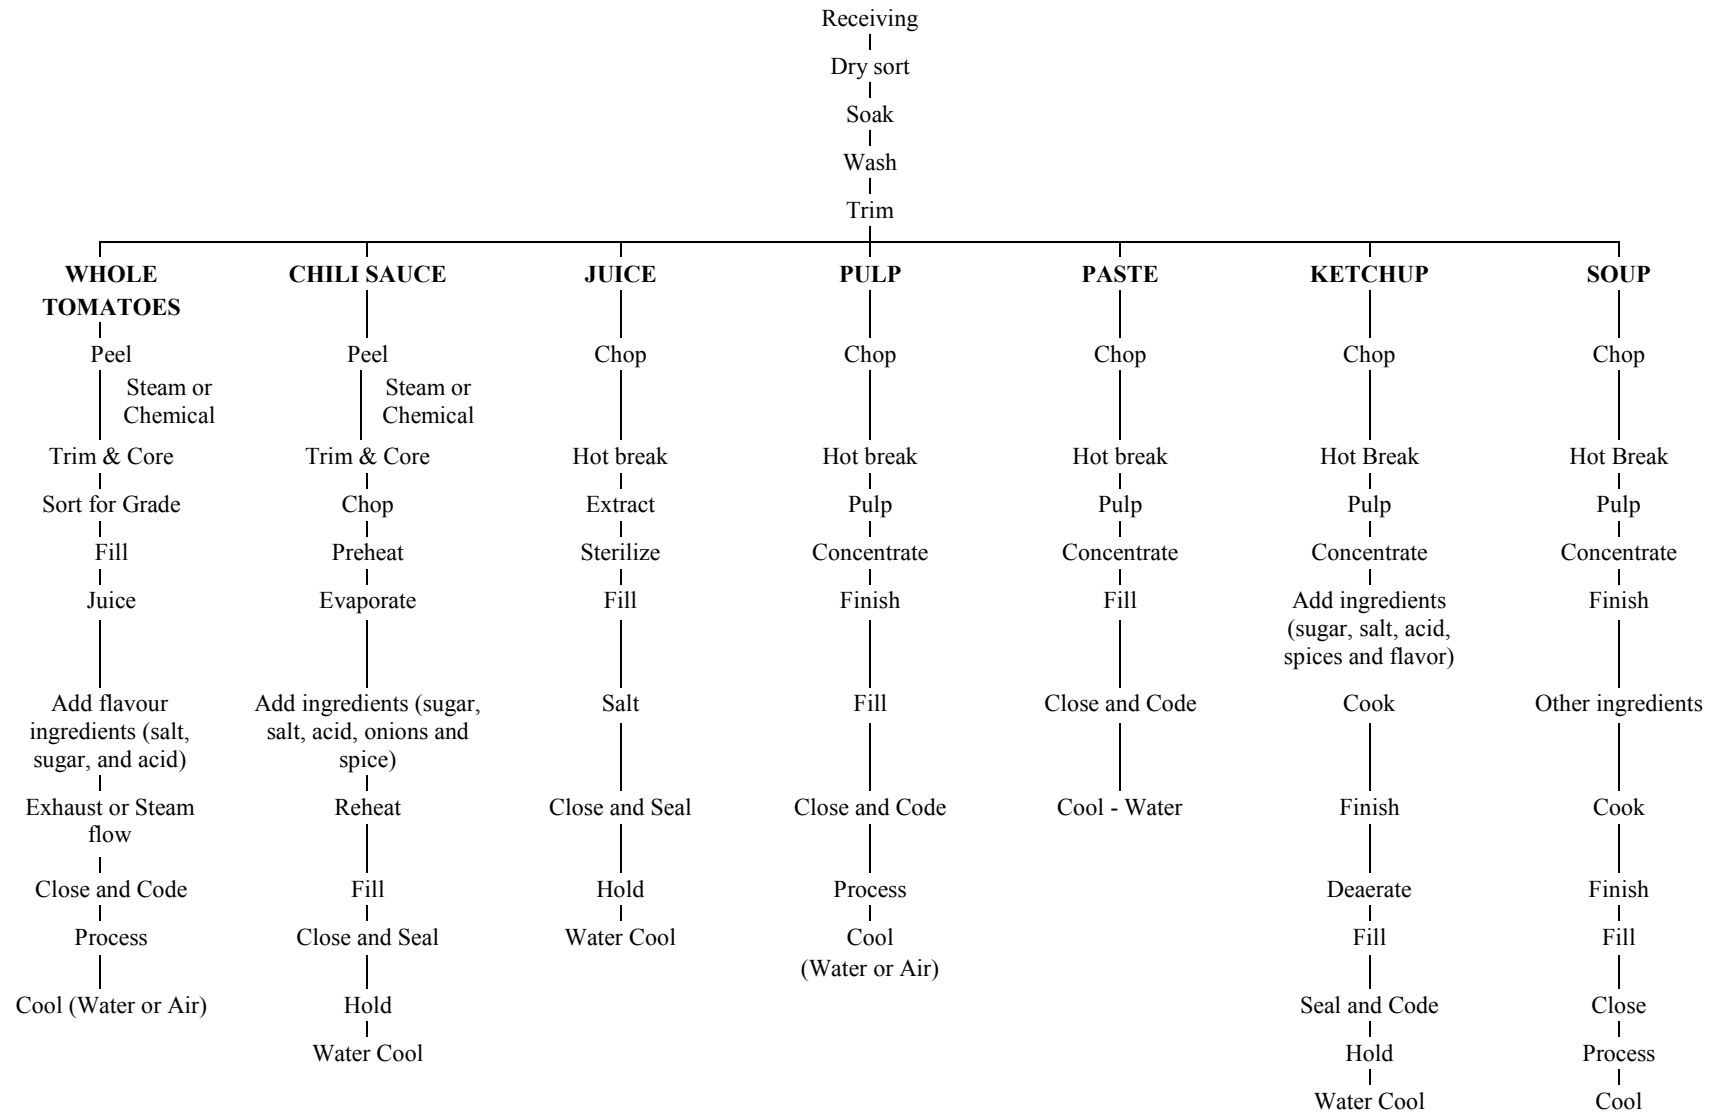 Receiving
Dry sort
Soak
Wash
Trim
WHOLE
TOMATOES
Peel
Steam or
Chemical
Trim & Core
Sort for Grade
Fill
Juice
Add flavour
ingredients (salt,
sugar, and acid)
Exhaust or Steam
flow
Close and Code
Process
Cool (Water or Air)
CHILI SAUCE
Peel
Steam or
Chemical
Trim & Core
Chop
Preheat
Evaporate
Add ingredients (sugar,
salt, acid, onions and
spice)
Reheat
Fill
Close and Seal
Hold
Water Cool
JUICE
Chop
Hot break
Extract
Sterilize
Fill
Salt
Close and Seal
Hold
Water Cool
PULP
Chop
Hot break
Pulp
Concentrate
Finish
Fill
Close and Code
Process
Cool
(Water or Air)
PASTE
Chop
Hot break
Pulp
Concentrate
Fill
Close and Code
Cool - Water
KETCHUP
Chop
Hot Break
Pulp
Concentrate
Add ingredients
(sugar, salt, acid,
spices and flavor)
Cook
Finish
Deaerate
Fill
Seal and Code
Hold
Water Cool
SOUP
Chop
Hot Break
Pulp
Concentrate
Finish
Other ingredients
Cook
Finish
Fill
Close
Process
Cool